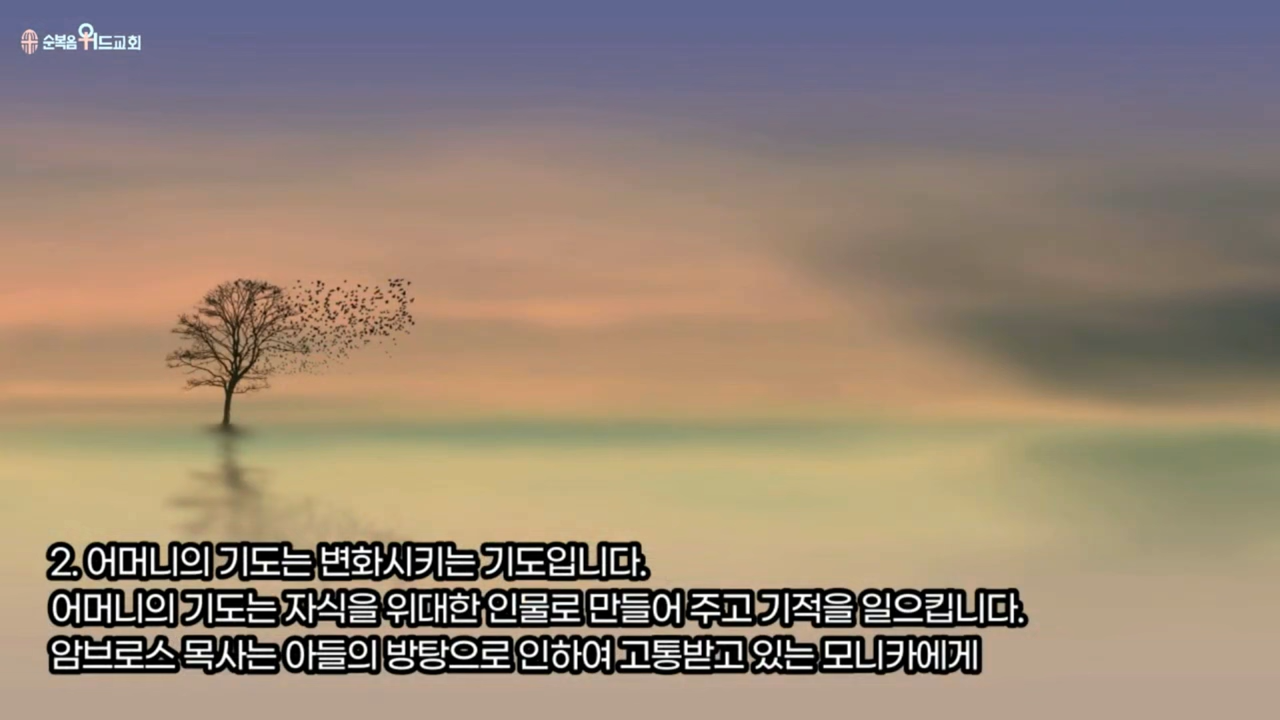 순복음워드교회
2. 어머니의 기도는 변화시키는 기도입니다.
어머니의 기도는 자식을 위대한 인물로 만들어 주고 기적을 일으킵니다.
암브로스 목사는 아들의 방탕으로 인하여 고통받고 있는 모니카에게